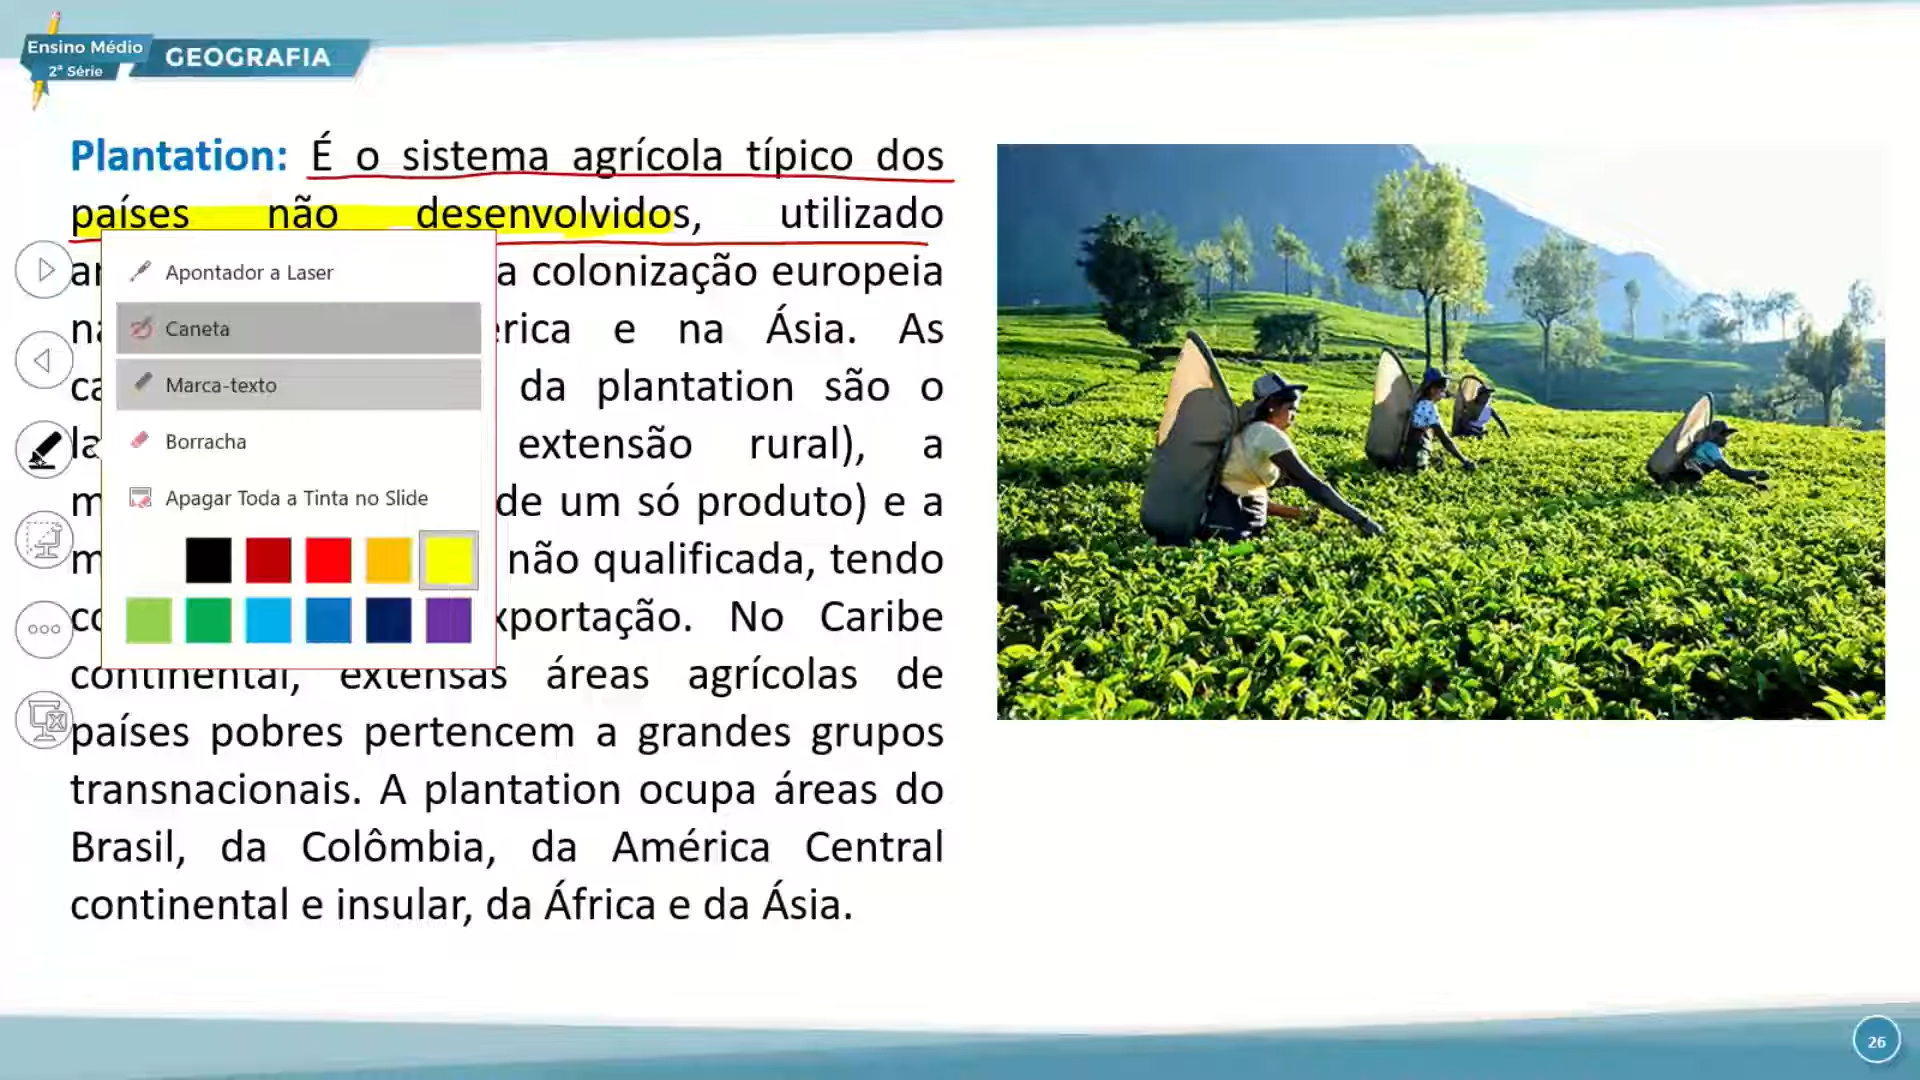 Ensino Médio
2ª Série
GEOGRAFIA
Plantation: É o sistema agrícola típico dos
países não desenvolvidos, utilizado
a colonização europeia
e na Ásia. As
da plantation são o
extensão rural), a
de um só produto) e a
não qualificada, tendo
No Caribe
continental, extensas áreas agrícolas de
países pobres pertencem a grandes grupos
transnacionais. A plantation ocupa áreas do
Brasil, da Colômbia, da América Central
continental e insular, da África e da Ásia.
Apontador a Laser
Caneta
Marca-texto
Borracha
Apagar Toda a Tinta no Slide
26